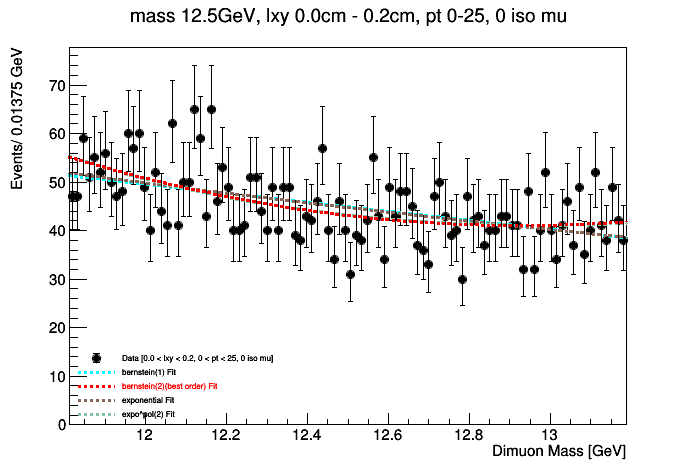 mass 12.5GeV, lxy 0.0cm - 0.2cm, pt 0-25, 0 iso mu
Events/ 0.01375 GeV
70
60
50
40
30
20
10
0
Data [0.0 < lxy < 0.2, 0 < pt < 25, 0 iso mu]
bernstein(1) Fit
bernstein(2)(best order) Fit
exponential Fit
expo*pol(2) Fit
12 12.2 12.4 12.6 12.8 13
Dimuon Mass [GeV]